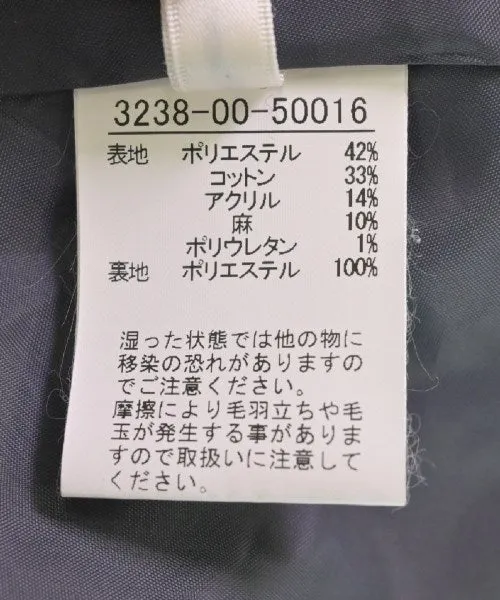 3238-00-50016
表地 ポリエステル 42%
コットン 33%
アクリル 14%
麻 10%
ポリウレタン 1%
裏地 ポリエステル 100%
湿った状態では他の物に
移染の恐れがありますの
でご注意ください。
摩擦により毛羽立ちや毛
玉が発生する事がありま
すので取扱いに注意して
ください。